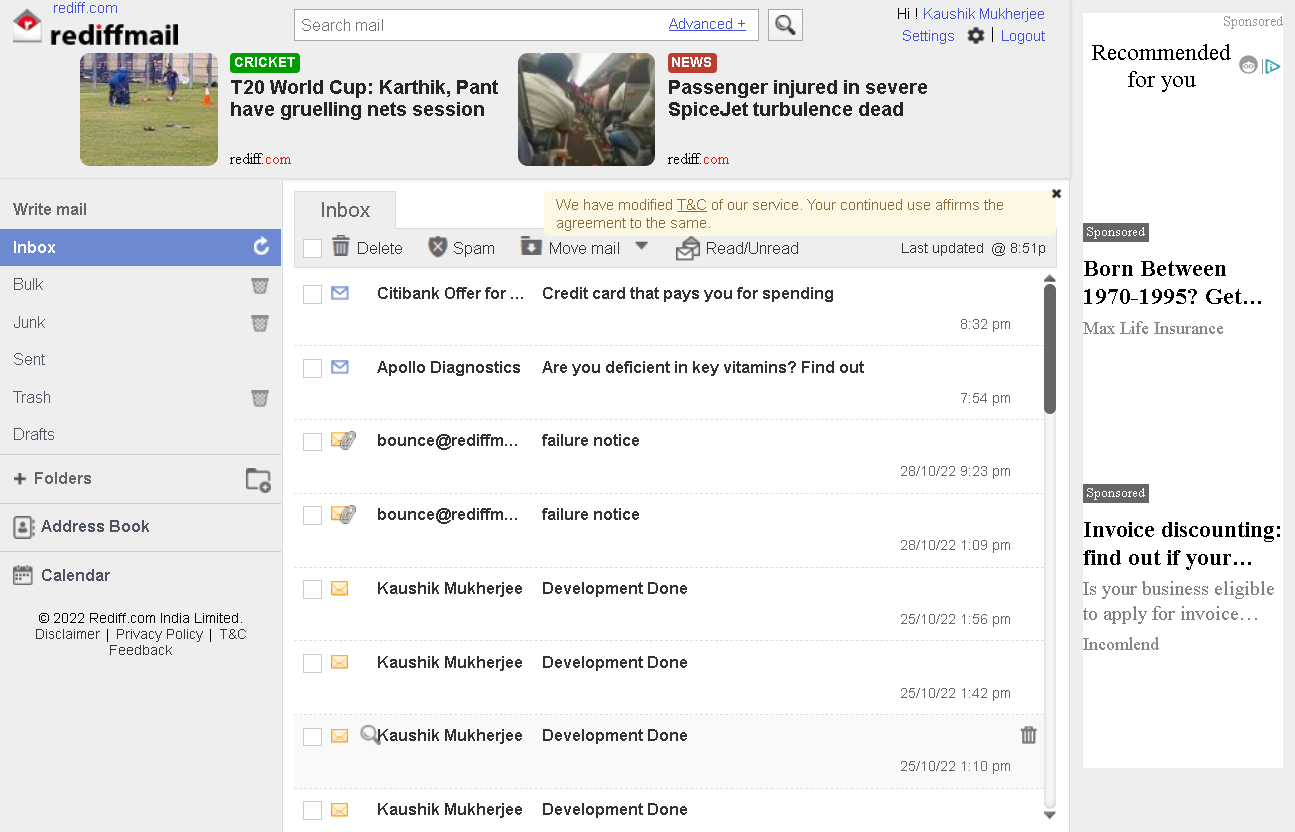 rediff.com
rediffmail
Search mail
Advanced +
Hi ! Kaushik Mukherjee
Settings | Logout
CRICKET
T20 World Cup: Karthik, Pant
have gruelling nets session
rediff.com
NEWS
Passenger injured in severe
SpiceJet turbulence dead
rediff.com
Sponsored
Recommended
for you
Write mail
Inbox
Bulk
Junk
Sent
Trash
Drafts
+ Folders
Address Book
Calendar
© 2022 Rediff.com India Limited.
Disclaimer | Privacy Policy | T&C
Feedback
Inbox
We have modified T&C of our service. Your continued use affirms the
agreement to the same.
Delete
Spam
Move mail
Read/Unread
Last updated @ 8:51p
Citibank Offer for ... Credit card that pays you for spending
8:32 pm
Apollo Diagnostics Are you deficient in key vitamins? Find out
7:54 pm
bounce@rediffm... failure notice
28/10/22 9:23 pm
bounce@rediffm... failure notice
28/10/22 1:09 pm
Kaushik Mukherjee Development Done
25/10/22 1:56 pm
Kaushik Mukherjee Development Done
25/10/22 1:42 pm
Kaushik Mukherjee Development Done
25/10/22 1:10 pm
Kaushik Mukherjee Development Done
Sponsored
Born Between
1970-1995? Get…
Max Life Insurance
Sponsored
Invoice discounting:
find out if your…
Is your business eligible
to apply for invoice…
Incomlend